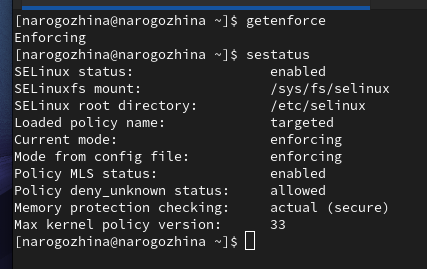 [narogozhina@narogozhina ~]$ getenforce
Enforcing
[narogozhina@narogozhina ~]$ sestatus
SELinux status:                 enabled
SELinuxfs mount:                /sys/fs/selinux
SELinux root directory:         /etc/selinux
Loaded policy name:             targeted
Current mode:                   enforcing
Mode from config file:          enforcing
Policy MLS status:              enabled
Policy deny_unknown status:     allowed
Memory protection checking:     actual (secure)
Max kernel policy version:      33
[narogozhina@narogozhina ~]$